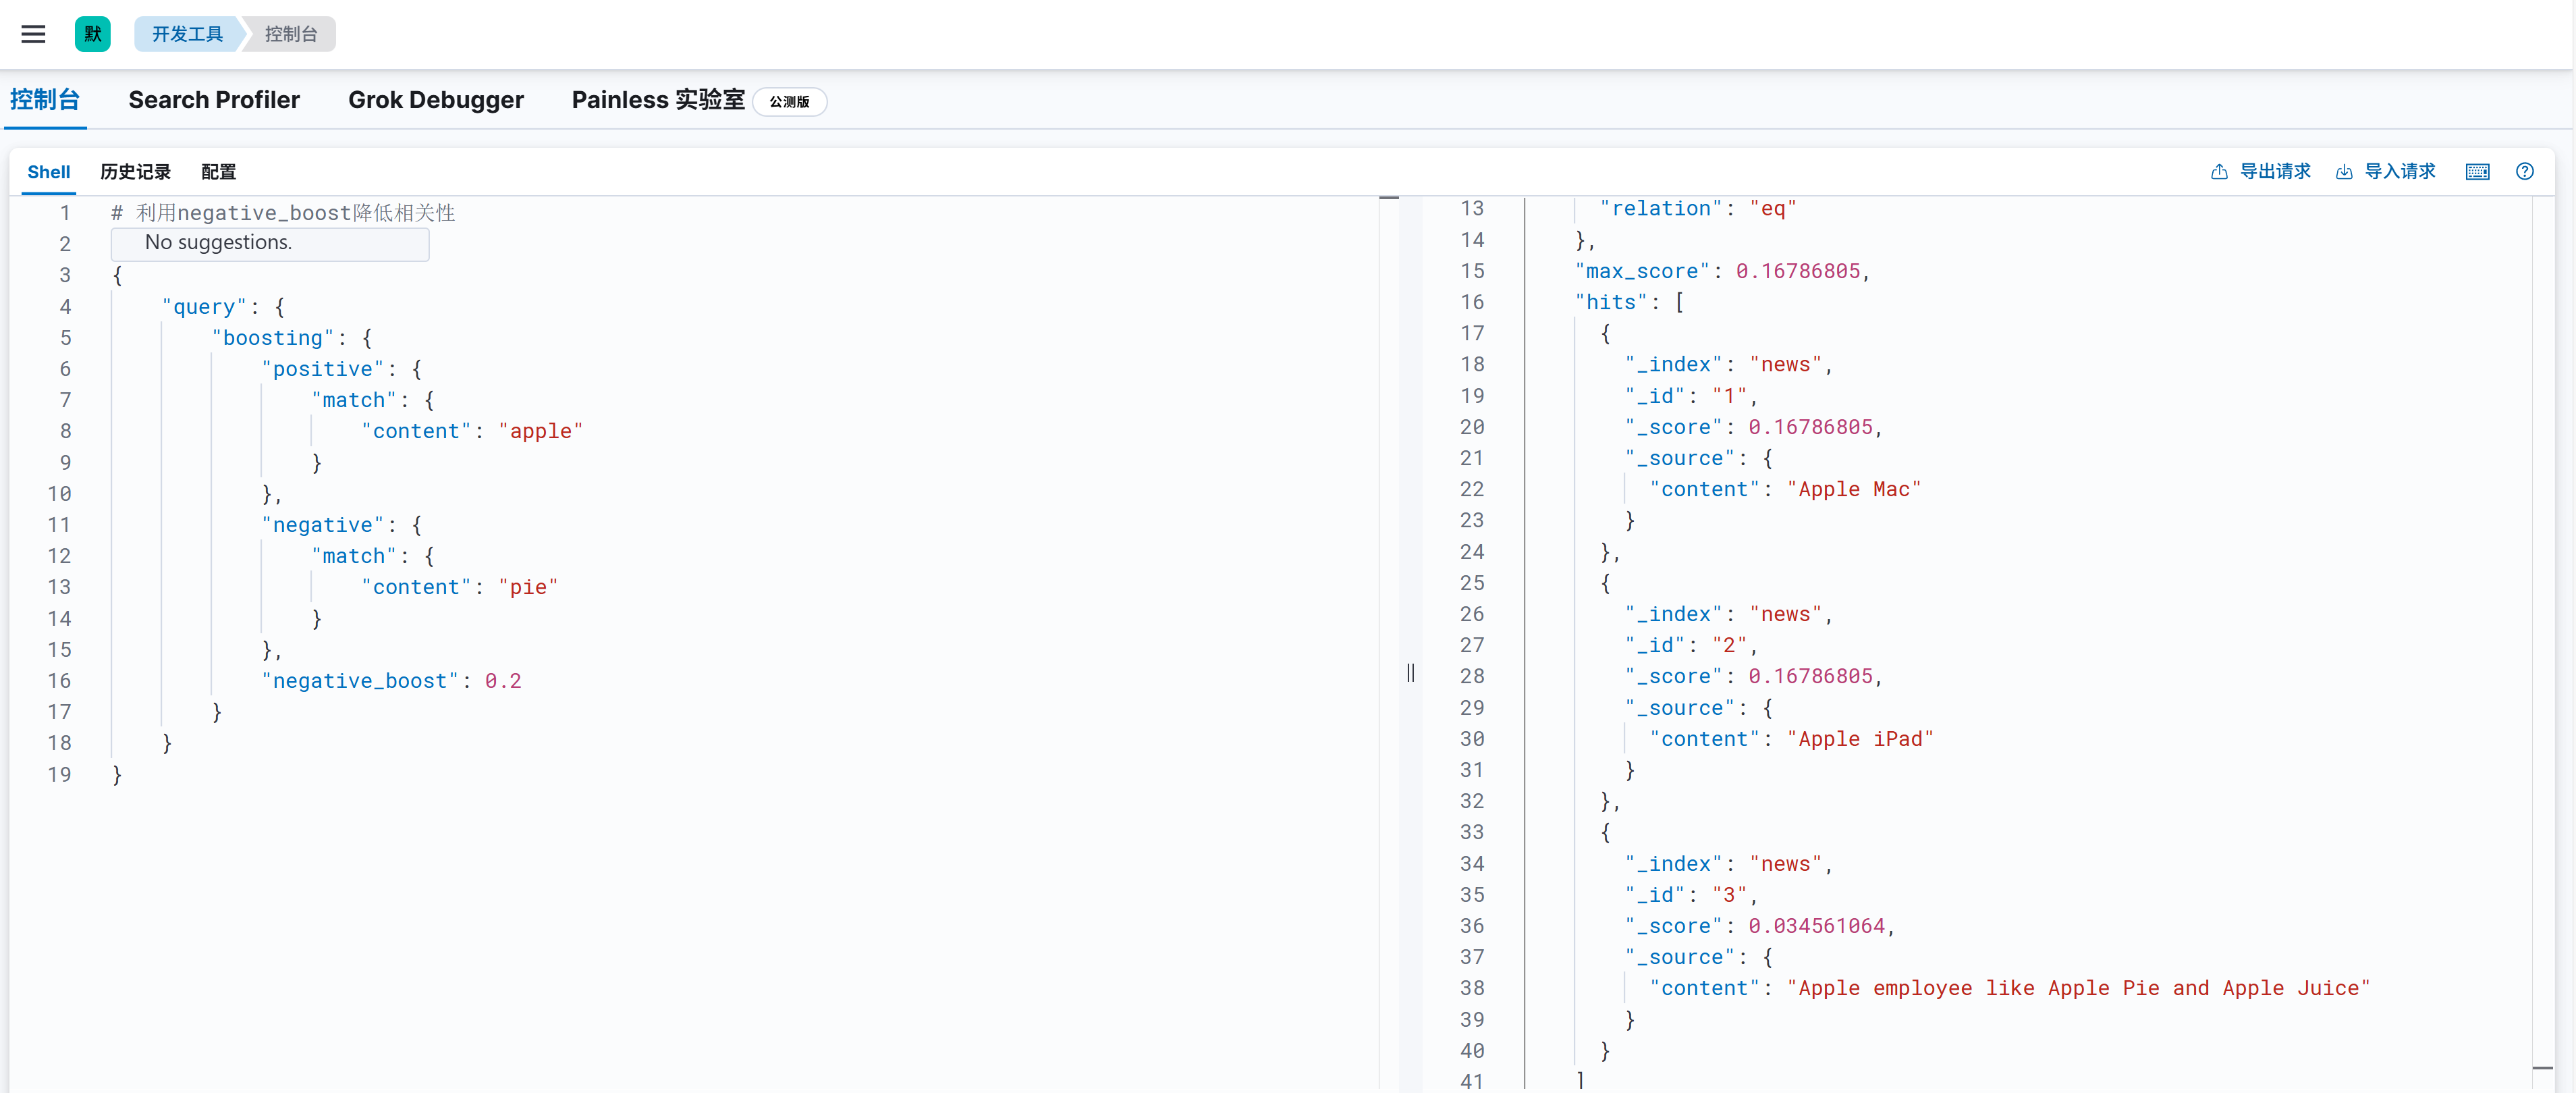 默 开发工具 控制台
控制台 Search Profiler Grok Debugger Painless 实验室 公测版
Shell 历史记录 配置 导出请求 导入请求
1 # 利用negative_boost降低相关性
2 No suggestions.
3 {
4 "query": {
5 "boosting": {
6 "positive": {
7 "match": {
8 "content": "apple"
9 }
10 },
11 "negative": {
12 "match": {
13 "content": "pie"
14 }
15 },
16 "negative_boost": 0.2
17 }
18 }
19 }
13 "relation": "eq"
14 },
15 "max_score": 0.16786805,
16 "hits": [
17 {
18 "_index": "news",
19 "_id": "1",
20 "_score": 0.16786805,
21 "_source": {
22 "content": "Apple Mac"
23 }
24 },
25 {
26 "_index": "news",
27 "_id": "2",
28 "_score": 0.16786805,
29 "_source": {
30 "content": "Apple iPad"
31 }
32 },
33 {
34 "_index": "news",
35 "_id": "3",
36 "_score": 0.034561064,
37 "_source": {
38 "content": "Apple employee like Apple Pie and Apple Juice"
39 }
40 }
41 ]